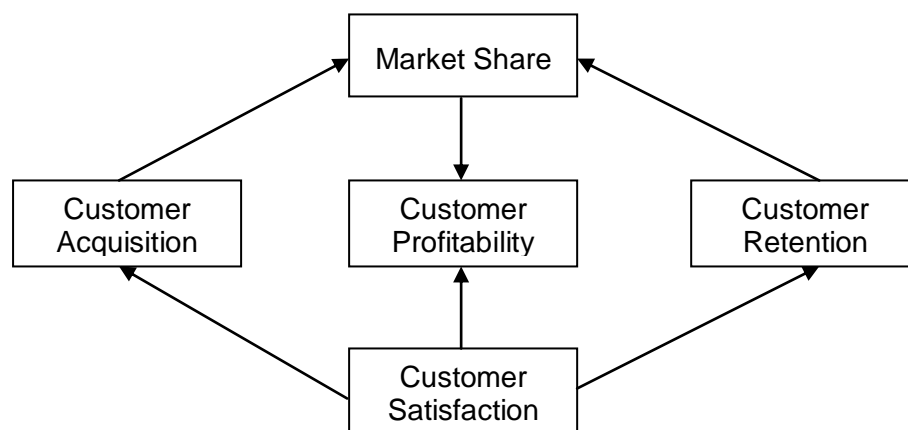 Market Share
Customer
Acquisition
Customer
Profitability
Customer
Retention
Customer
Satisfaction